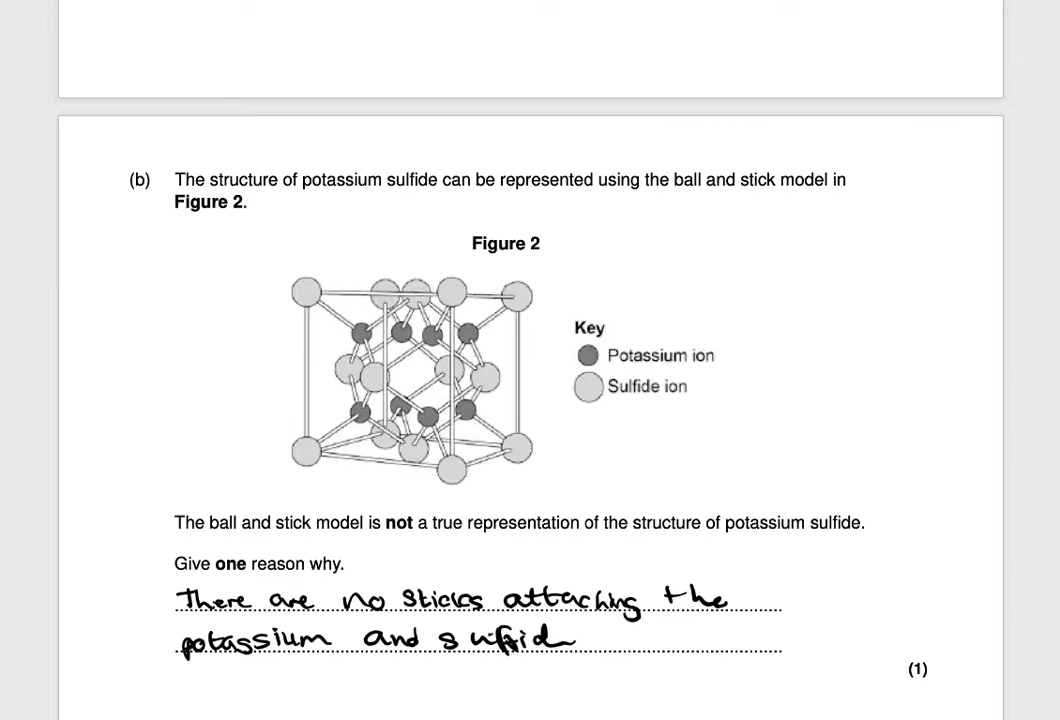 (b) The structure of potassium sulfide can be represented using the ball and stick model in
Figure 2.
Figure 2
Key
Potassium ion
Sulfide ion
The ball and stick model is not a true representation of the structure of potassium sulfide.
Give one reason why.
There are no sticks attaching the
potassium and sulfid
(1)